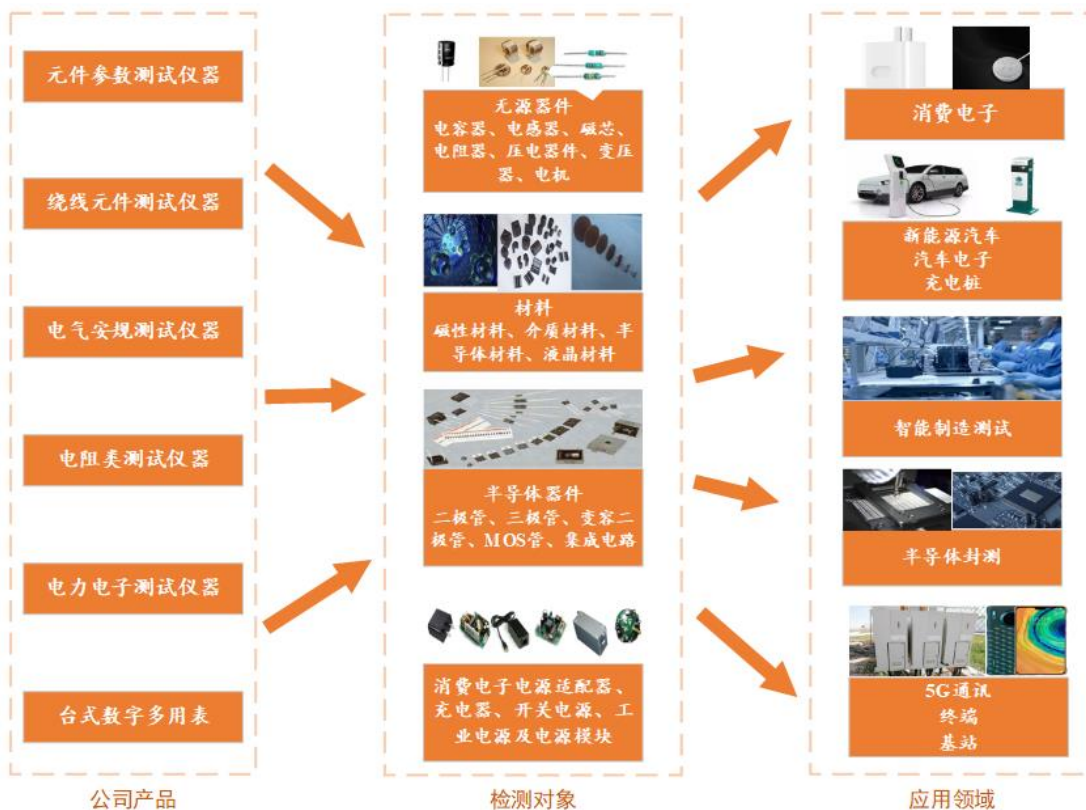 元件参数测试仪器
绕线元件测试仪器
电气安规测试仪器
电阻类测试仪器
电力电子测试仪器
台式数字多用表
公司产品
无源器件
电容器、电感器、磁芯、
电阻器、压电器件、变压
器、电机
材料
磁性材料、介质材料、半
导体材料、液晶材料
半导体器件
二极管、三极管、变容二
极管、MOS管、集成电路
消费电子电源适配器、
充电器、开关电源、工
业电源及电源模块
检测对象
消费电子
新能源汽车
汽车电子
充电桩
智能制造测试
半导体封测
5G通讯
终端
基站
应用领域